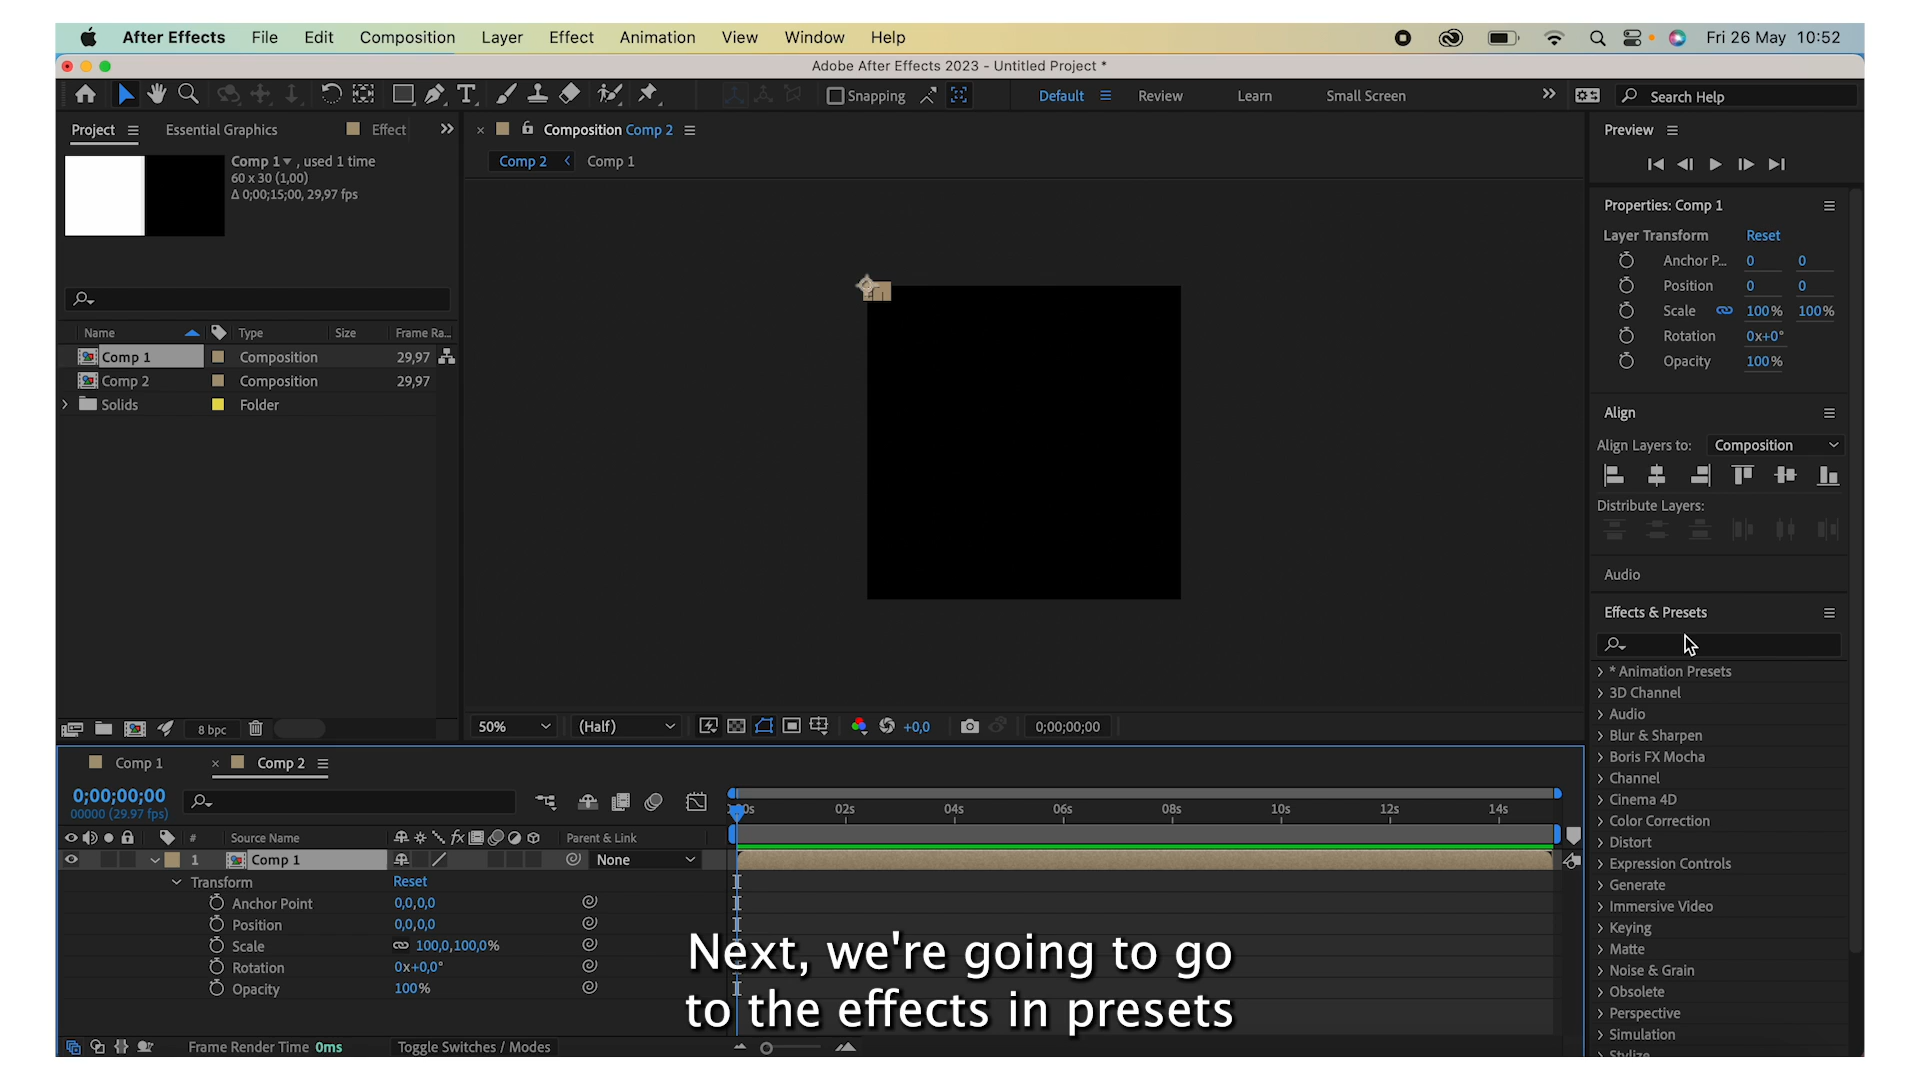 After Effects File Edit Composition Layer Effect Animation View Window Help Fri 26 May 10:52
Adobe After Effects 2023 - Untitled Project *
Snapping Default Review Learn Small Screen Search Help
Project Essential Graphics Effect
Comp 1 , used 1 time
60 x 30 (1,00)
Δ 0;00;15;00, 29,97 fps
Name Type Size Frame Ra...
Comp 1 Composition 29,97
Comp 2 Composition 29,97
Solids Folder
8 bpc
Composition Comp 2
Comp 2 Comp 1
50% (Half) +0,0 0;00;00;00
Preview
Properties: Comp 1
Layer Transform Reset
Anchor P... 0 0
Position 0 0
Scale 100% 100%
Rotation 0x+0°
Opacity 100%
Align
Align Layers to: Composition
Distribute Layers:
Audio
Effects & Presets
* Animation Presets
3D Channel
Audio
Blur & Sharpen
Boris FX Mocha
Channel
Cinema 4D
Color Correction
Distort
Expression Controls
Generate
Immersive Video
Keying
Matte
Noise & Grain
Obsolete
Perspective
Simulation
Stylize
Comp 1 Comp 2
0;00;00;00
00000 (29.97 fps)
02s 04s 06s 08s 10s 12s 14s
# Source Name fx Parent & Link
1 Comp 1 None
Transform Reset
Anchor Point 0,0,0,0
Position 0,0,0,0
Scale 100,0,100,0%
Rotation 0x+0,0°
Opacity 100%
Frame Render Time 0ms Toggle Switches / Modes
Next, we're going to go
to the effects in presets